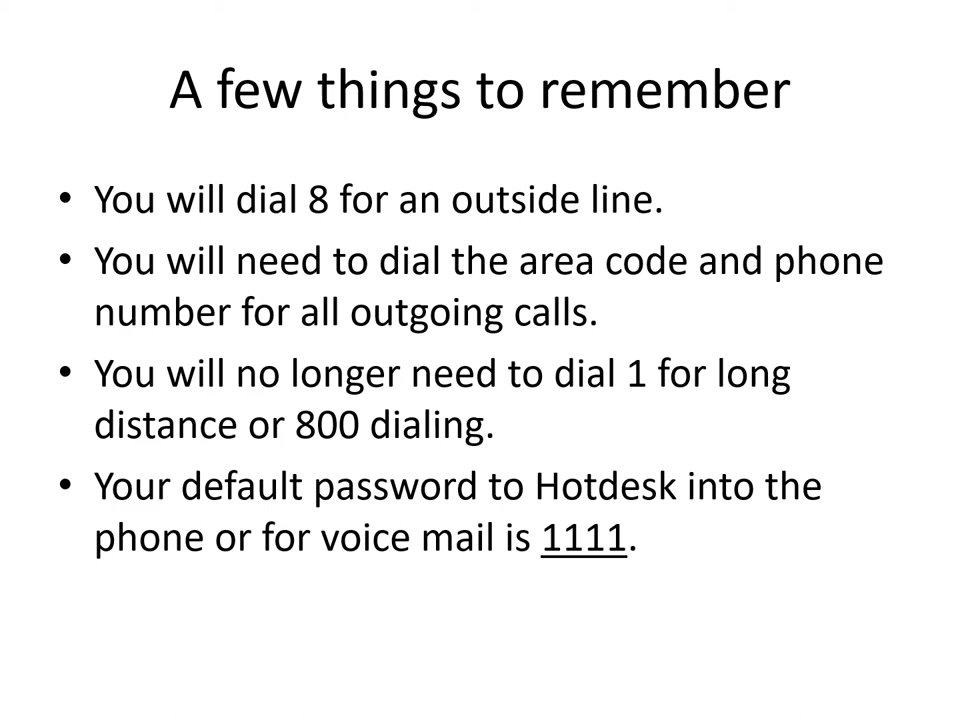 A few things to remember
• You will dial 8 for an outside line.
• You will need to dial the area code and phone
number for all outgoing calls.
• You will no longer need to dial 1 for long
distance or 800 dialing.
• Your default password to Hotdesk into the
phone or for voice mail is 1111.